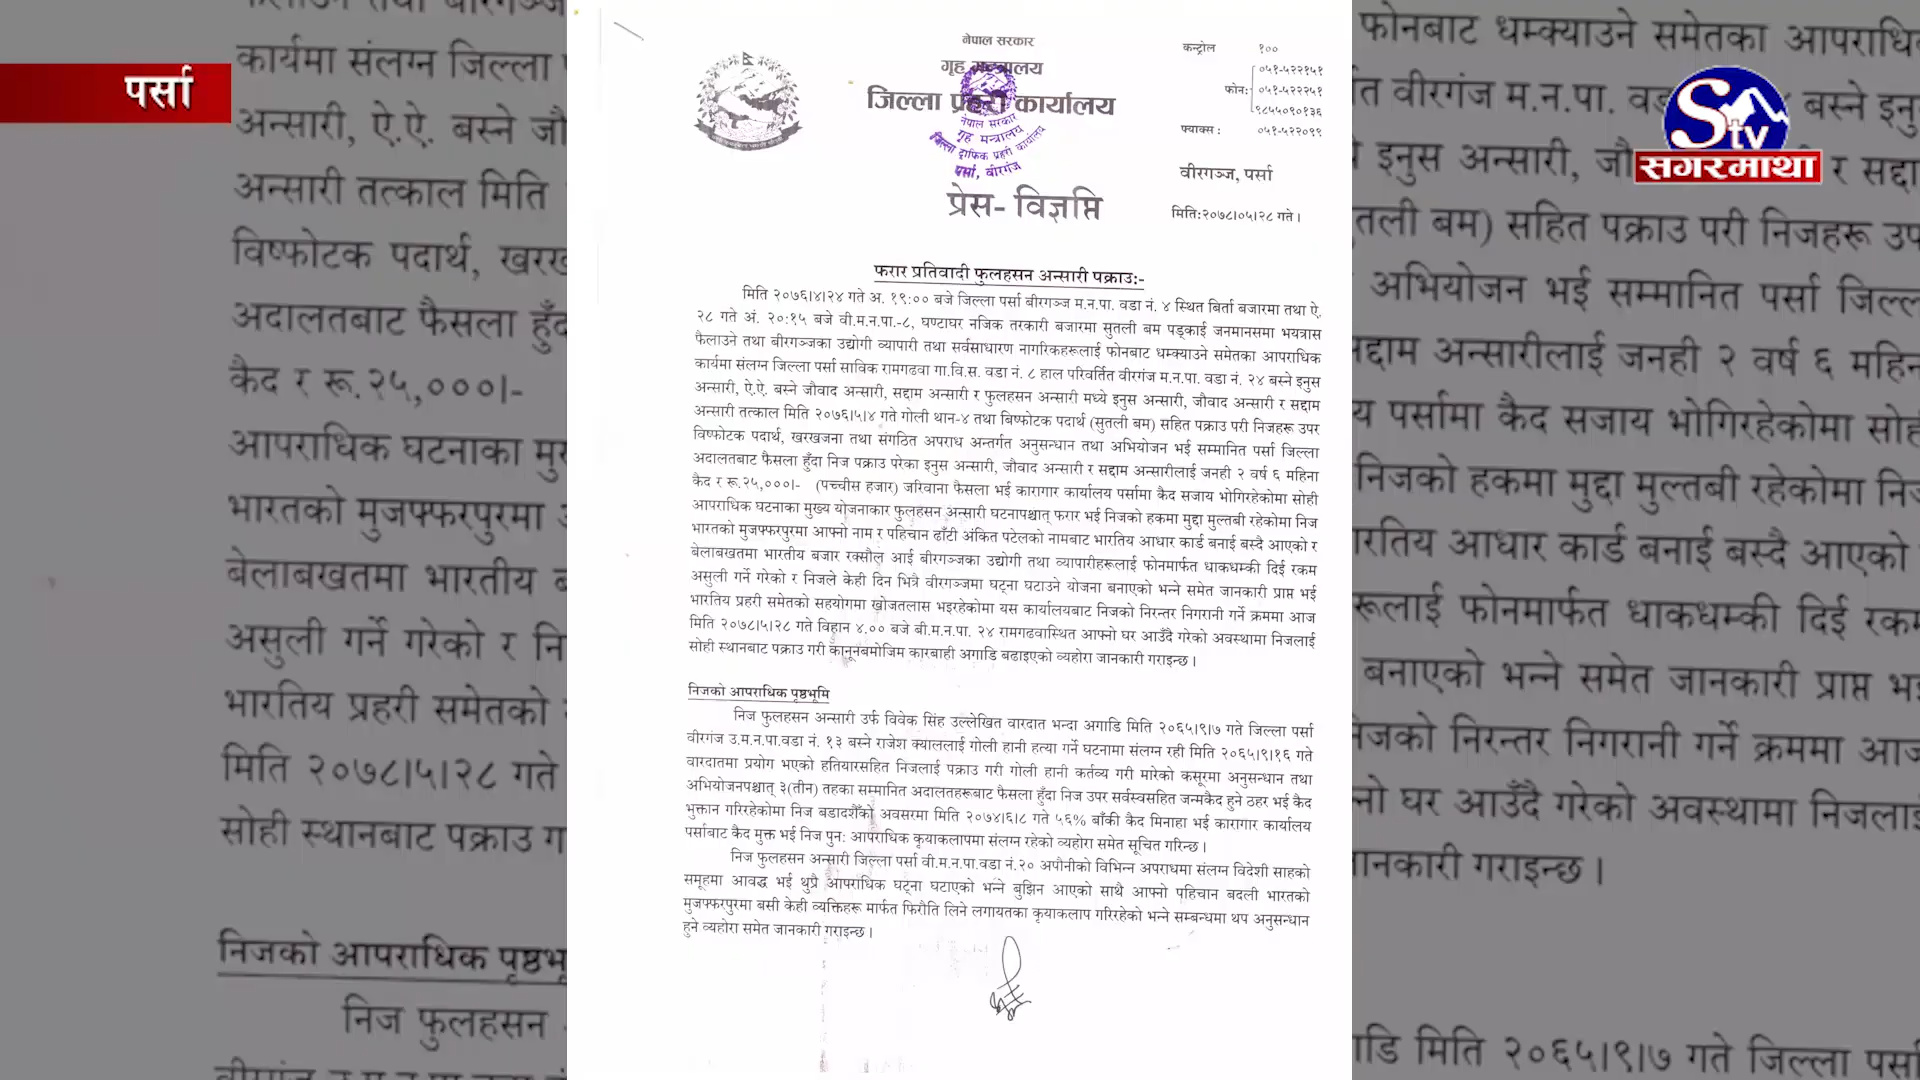 पर्सा
S tv
सगरमाथा
नेपाल सरकार
गृह मन्त्रालय
जिल्ला प्रहरी कार्यालय
नेपाल सरकार
गृह मन्त्रालय
जिल्ला ट्राफिक प्रहरी कार्यालय
पर्सा, वीरगंज
कन्ट्रोल १००
०५१-५२२१५१
फोन: ०५१-५२२२५१
९८५५०९०१३६
फ्याक्स : ०५१-५२२०९९
वीरगञ्ज, पर्सा
प्रेस- विज्ञप्ति
मिति:२०७८।०५।२८ गते।
फरार प्रतिवादी फुलहसन अन्सारी पक्राउ:-
मिति २०७६।४।२४ गते अ. १९:०० बजे जिल्ला पर्सा बीरगञ्ज म.न.पा. वडा नं. ४ स्थित बिर्ता बजारमा तथा ऐ.
२८ गते अं. २०:१५ बजे वी.म.न.पा.-८, घण्टाघर नजिक तरकारी बजारमा सुतली बम पड्काई जनमानसमा भयत्रास
फैलाउने तथा बीरगञ्जका उद्योगी व्यापारी तथा सर्वसाधारण नागरिकहरूलाई फोनबाट धम्क्याउने समेतका आपराधिक
कार्यमा संलग्न जिल्ला पर्सा साविक रामगढवा गा.वि.स. वडा नं. ८ हाल परिवर्तित वीरगंज म.न.पा. वडा नं. २४ बस्ने इनुस
अन्सारी, ऐ.ऐ. बस्ने जौवाद अन्सारी, सद्दाम अन्सारी र फुलहसन अन्सारी मध्ये इनुस अन्सारी, जौवाद अन्सारी र सद्दाम
अन्सारी तत्काल मिति २०७६।५।४ गते गोली थान-४ तथा बिष्फोटक पदार्थ (सुतली बम) सहित पक्राउ परी निजहरू उपर
विष्फोटक पदार्थ, खरखजना तथा संगठित अपराध अन्तर्गत अनुसन्धान तथा अभियोजन भई सम्मानित पर्सा जिल्ला
अदालतबाट फैसला हुँदा निज पक्राउ परेका इनुस अन्सारी, जौवाद अन्सारी र सद्दाम अन्सारीलाई जनही २ वर्ष ६ महिना
कैद र रू.२५,०००।- (पच्चीस हजार) जरिवाना फैसला भई कारागार कार्यालय पर्सामा कैद सजाय भोगिरहेकोमा सोही
आपराधिक घटनाका मुख्य योजनाकार फुलहसन अन्सारी घटनापश्चात् फरार भई निजको हकमा मुद्दा मुल्तबी रहेकोमा निज
भारतको मुजफ्फरपुरमा आफ्नो नाम र पहिचान ढाँटी अंकित पटेलको नामबाट भारतिय आधार कार्ड बनाई बस्दै आएको र
बेलाबखतमा भारतीय बजार रक्सौल आई बीरगञ्जका उद्योगी तथा व्यापारीहरूलाई फोनमार्फत धाकधम्की दिई रकम
असुली गर्ने गरेको र निजले केही दिन भित्रै वीरगञ्जमा घट्ना घटाउने योजना बनाएको भन्ने समेत जानकारी प्राप्त भई
भारतिय प्रहरी समेतको सहयोगमा खोजतलास भइरहेकोमा यस कार्यालयबाट निजको निरन्तर निगरानी गर्ने क्रममा आज
मिति २०७८।५।२८ गते विहान ४.०० बजे बी.म.न.पा. २४ रामगढवास्थित आफ्नो घर आउँदै गरेको अवस्थामा निजलाई
सोही स्थानबाट पक्राउ गरी कानूनबमोजिम कारबाही अगाडि बढाइएको व्यहोरा जानकारी गराइन्छ।
निजको आपराधिक पृष्ठभूमि
निज फुलहसन अन्सारी उर्फ विवेक सिंह उल्लेखित वारदात भन्दा अगाडि मिति २०६५।९।७ गते जिल्ला पर्सा
वीरगंज उ.म.न.पा.वडा नं. १३ बस्ने राजेश क्याललाई गोली हानी हत्या गर्ने घटनामा संलग्न रही मिति २०६५।९।१६ गते
वारदातमा प्रयोग भएको हतियारसहित निजलाई पक्राउ गरी गोली हानी कर्तव्य गरी मारेको कसूरमा अनुसन्धान तथा
अभियोजनपश्चात् ३(तीन) तहका सम्मानित अदालतहरूबाट फैसला हुँदा निज उपर सर्वस्वसहित जन्मकैद हुने ठहर भई कैद
भुक्तान गरिरहेकोमा निज बडादशैँको अवसरमा मिति २०७४।६।८ गते ५६% बाँकी कैद मिनाहा भई कारागार कार्यालय
पर्साबाट कैद मुक्त भई निज पुन: आपराधिक कृयाकलापमा संलग्न रहेको व्यहोरा समेत सूचित गरिन्छ।
निज फुलहसन अन्सारी जिल्ला पर्सा वी.म.न.पा.वडा नं.२० अपौनीको विभिन्न अपराधमा संलग्न विदेशी साहको
समूहमा आवद्ध भई थुप्रै आपराधिक घट्ना घटाएको भन्ने बुझिन आएको साथै आफ्नो पहिचान बदली भारतको
मुजफ्फरपुरमा बसी केही व्यक्तिहरू मार्फत फिरौति लिने लगायतका कृयाकलाप गरिरहेको भन्ने सम्बन्धमा थप अनुसन्धान
हुने व्यहोरा समेत जानकारी गराइन्छ।